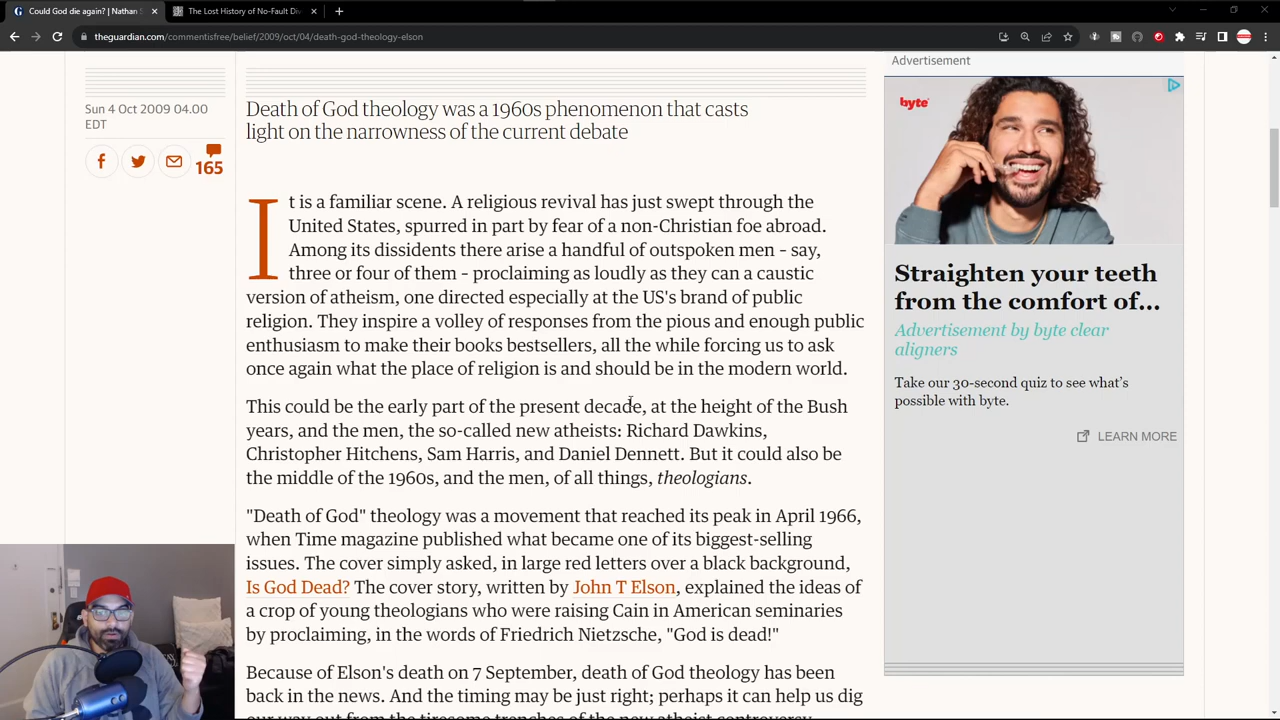 Could God die again? | Nathan
The Lost History of No-Fault Div
theguardian.com/commentisfree/belief/2009/oct/04/death-god-theology-elson
Sun 4 Oct 2009 04.00
EDT
165
Death of God theology was a 1960s phenomenon that casts
light on the narrowness of the current debate
It is a familiar scene. A religious revival has just swept through the
United States, spurred in part by fear of a non-Christian foe abroad.
Among its dissidents there arise a handful of outspoken men – say,
three or four of them – proclaiming as loudly as they can a caustic
version of atheism, one directed especially at the US's brand of public
religion. They inspire a volley of responses from the pious and enough public
enthusiasm to make their books bestsellers, all the while forcing us to ask
once again what the place of religion is and should be in the modern world.
This could be the early part of the present decade, at the height of the Bush
years, and the men, the so-called new atheists: Richard Dawkins,
Christopher Hitchens, Sam Harris, and Daniel Dennett. But it could also be
the middle of the 1960s, and the men, of all things, theologians.
"Death of God" theology was a movement that reached its peak in April 1966,
when Time magazine published what became one of its biggest-selling
issues. The cover simply asked, in large red letters over a black background,
Is God Dead? The cover story, written by John T Elson, explained the ideas of
a crop of young theologians who were raising Cain in American seminaries
by proclaiming, in the words of Friedrich Nietzsche, "God is dead!"
Because of Elson's death on 7 September, death of God theology has been
back in the news. And the timing may be just right; perhaps it can help us dig
our way out from the tiresome trenches of the new atheist controversy.
Advertisement
byte
Straighten your teeth
from the comfort of...
Advertisement by byte clear
aligners
Take our 30-second quiz to see what's
possible with byte.
LEARN MORE